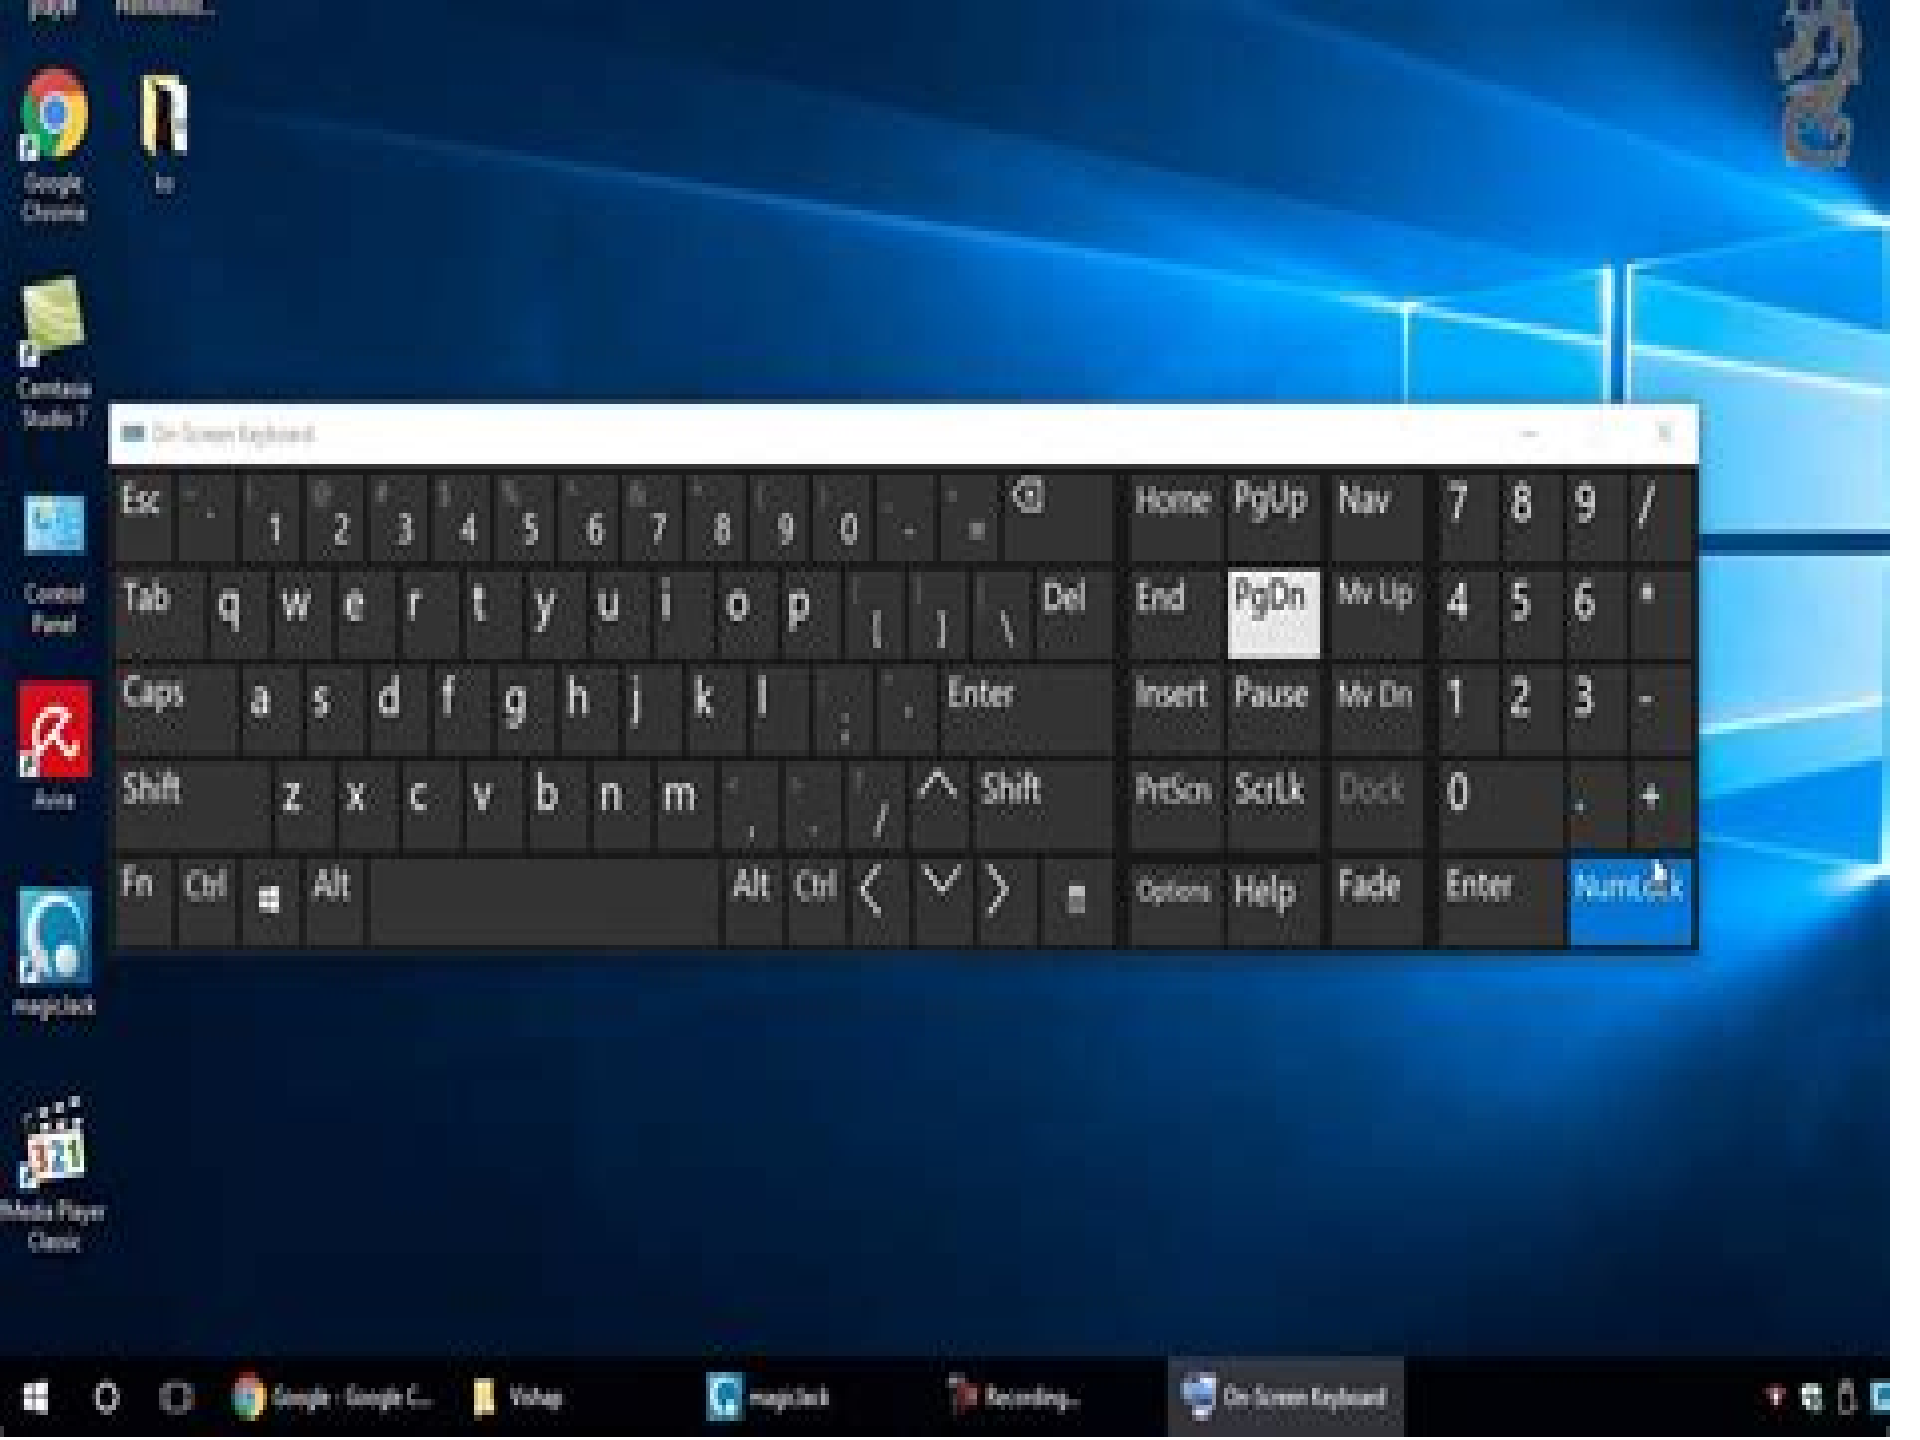 Google
Chrome
to
Camtasia
Studio 7
On-Screen Keyboard
Esc 1 2 3 4 5 6 7 8 9 0 - = Home PgUp Nav 7 8 9 /
Tab q w e r t y u i o p [ ] \ Del End PgDn Mv Up 4 5 6 *
Caps a s d f g h j k l ; ' Enter Insert Pause Mv Dn 1 2 3 -
Shift z x c v b n m , . / Shift PrtScn ScrLk Dock 0 . +
Fn Ctrl Alt Alt Ctrl Options Help Fade Enter NumLock
Control
Panel
Avira
magicJack
Media Player
Classic
321
Google - Google C...
Vishap
magicJack
Recording...
On-Screen Keyboard